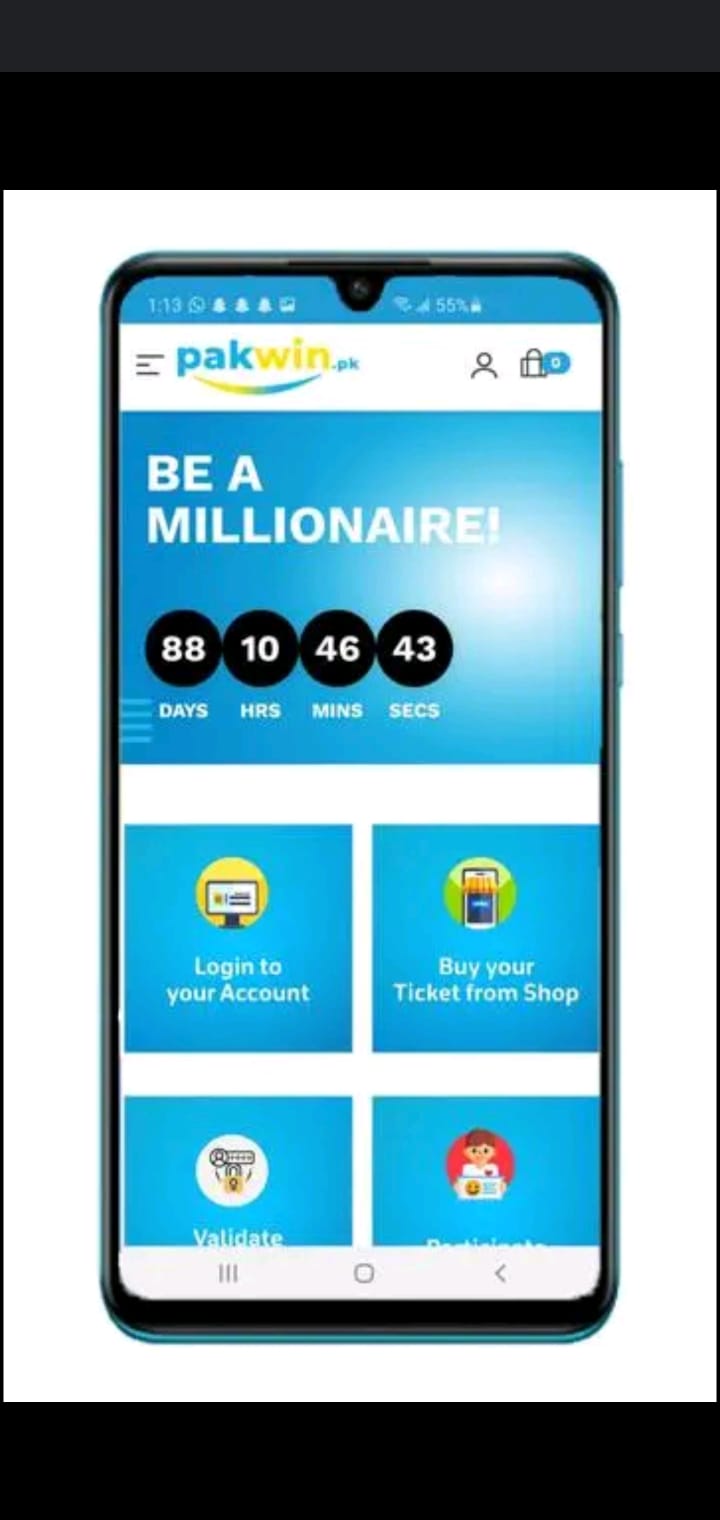 1:13 55%
pakwin.pk
0
BE A
MILLIONAIRE!
88 10 46 43
DAYS HRS MINS SECS
Login to
your Account
Buy your
Ticket from Shop
Validate
Participate